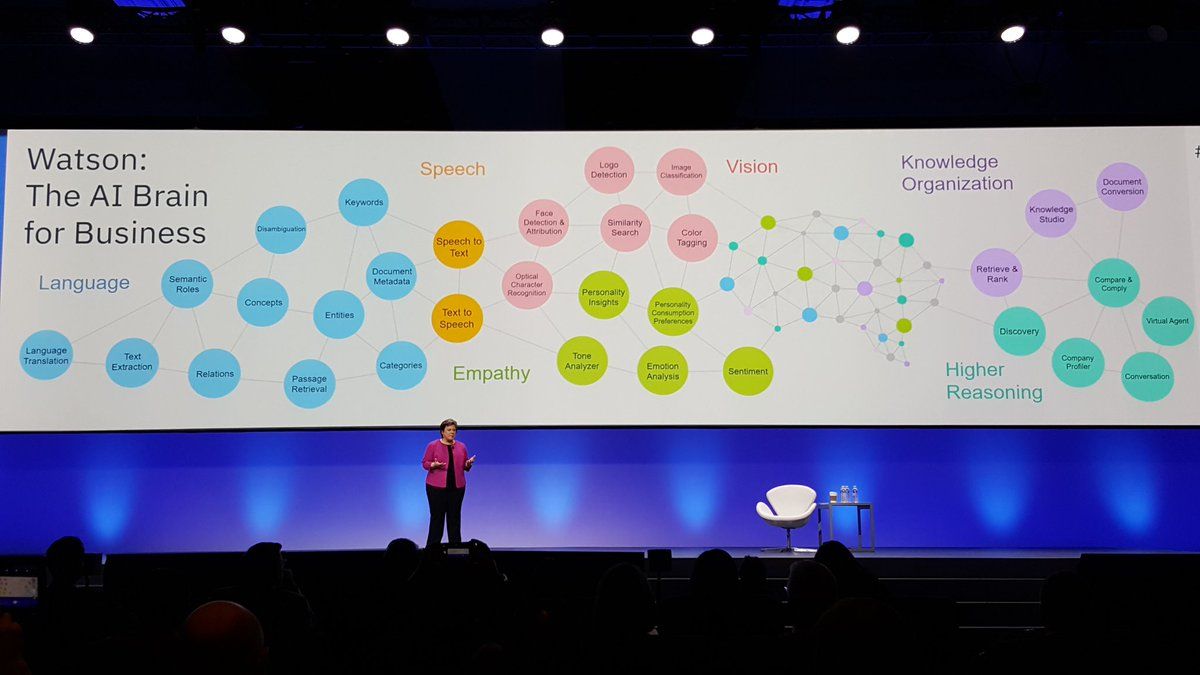 Watson:
The AI Brain
for Business
Language
Speech
Vision
Empathy
Knowledge
Organization
Higher
Reasoning
Language
Translation
Text
Extraction
Semantic
Roles
Relations
Disambiguation
Concepts
Keywords
Entities
Passage
Retrieval
Document
Metadata
Categories
Speech to
Text
Text to
Speech
Logo
Detection
Image
Classification
Face
Detection &
Attribution
Similarity
Search
Color
Tagging
Optical
Character
Recognition
Personality
Insights
Personality
Consumption
Preferences
Tone
Analyzer
Emotion
Analysis
Sentiment
Document
Conversion
Knowledge
Studio
Retrieve &
Rank
Compare &
Comply
Discovery
Virtual Agent
Company
Profiler
Conversation
#